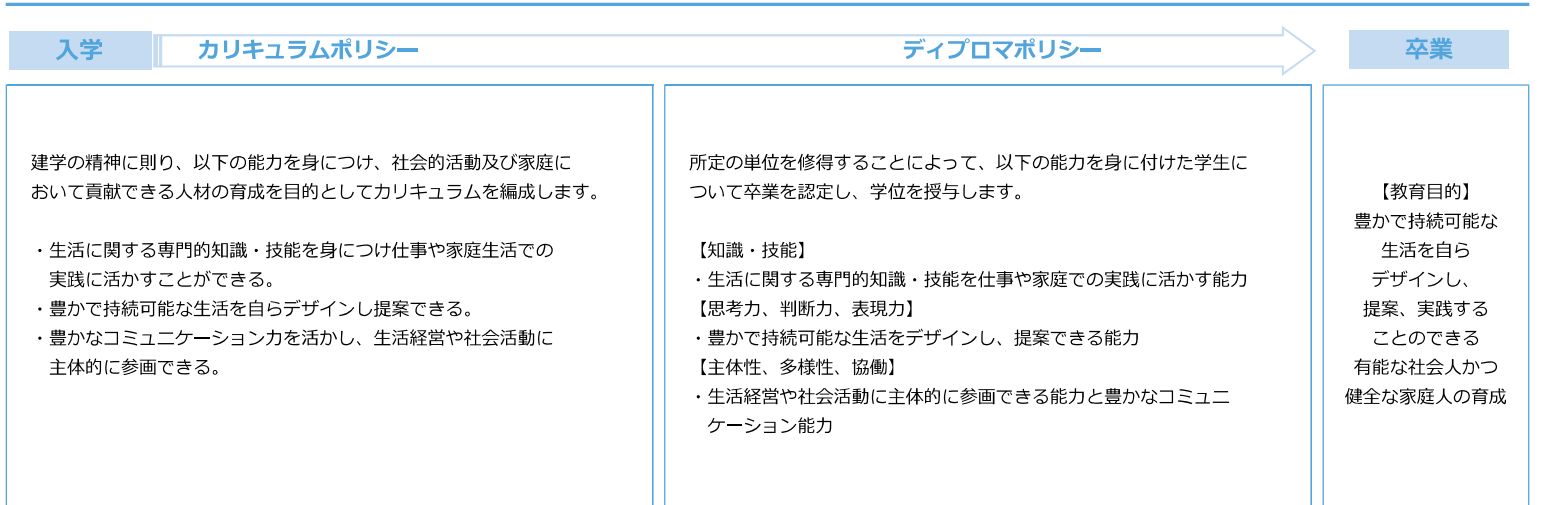 入学
カリキュラムポリシー
ディプロマポリシー
卒業
建学の精神に則り、以下の能力を身につけ、社会的活動及び家庭に
おいて貢献できる人材の育成を目的としてカリキュラムを編成します。
・生活に関する専門的知識・技能を身につけ仕事や家庭生活での
実践に活かすことができる。
・豊かで持続可能な生活を自らデザインし提案できる。
・豊かなコミュニケーション力を活かし、生活経営や社会活動に
主体的に参画できる。
所定の単位を修得することによって、以下の能力を身に付けた学生に
ついて卒業を認定し、学位を授与します。
【知識・技能】
・生活に関する専門的知識・技能を仕事や家庭での実践に活かす能力
【思考力、判断力、表現力】
・豊かで持続可能な生活をデザインし、提案できる能力
【主体性、多様性、協働】
・生活経営や社会活動に主体的に参画できる能力と豊かなコミュニ
ケーション能力
【教育目的】
豊かで持続可能な
生活を自ら
デザインし、
提案、実践する
ことのできる
有能な社会人かつ
健全な家庭人の育成